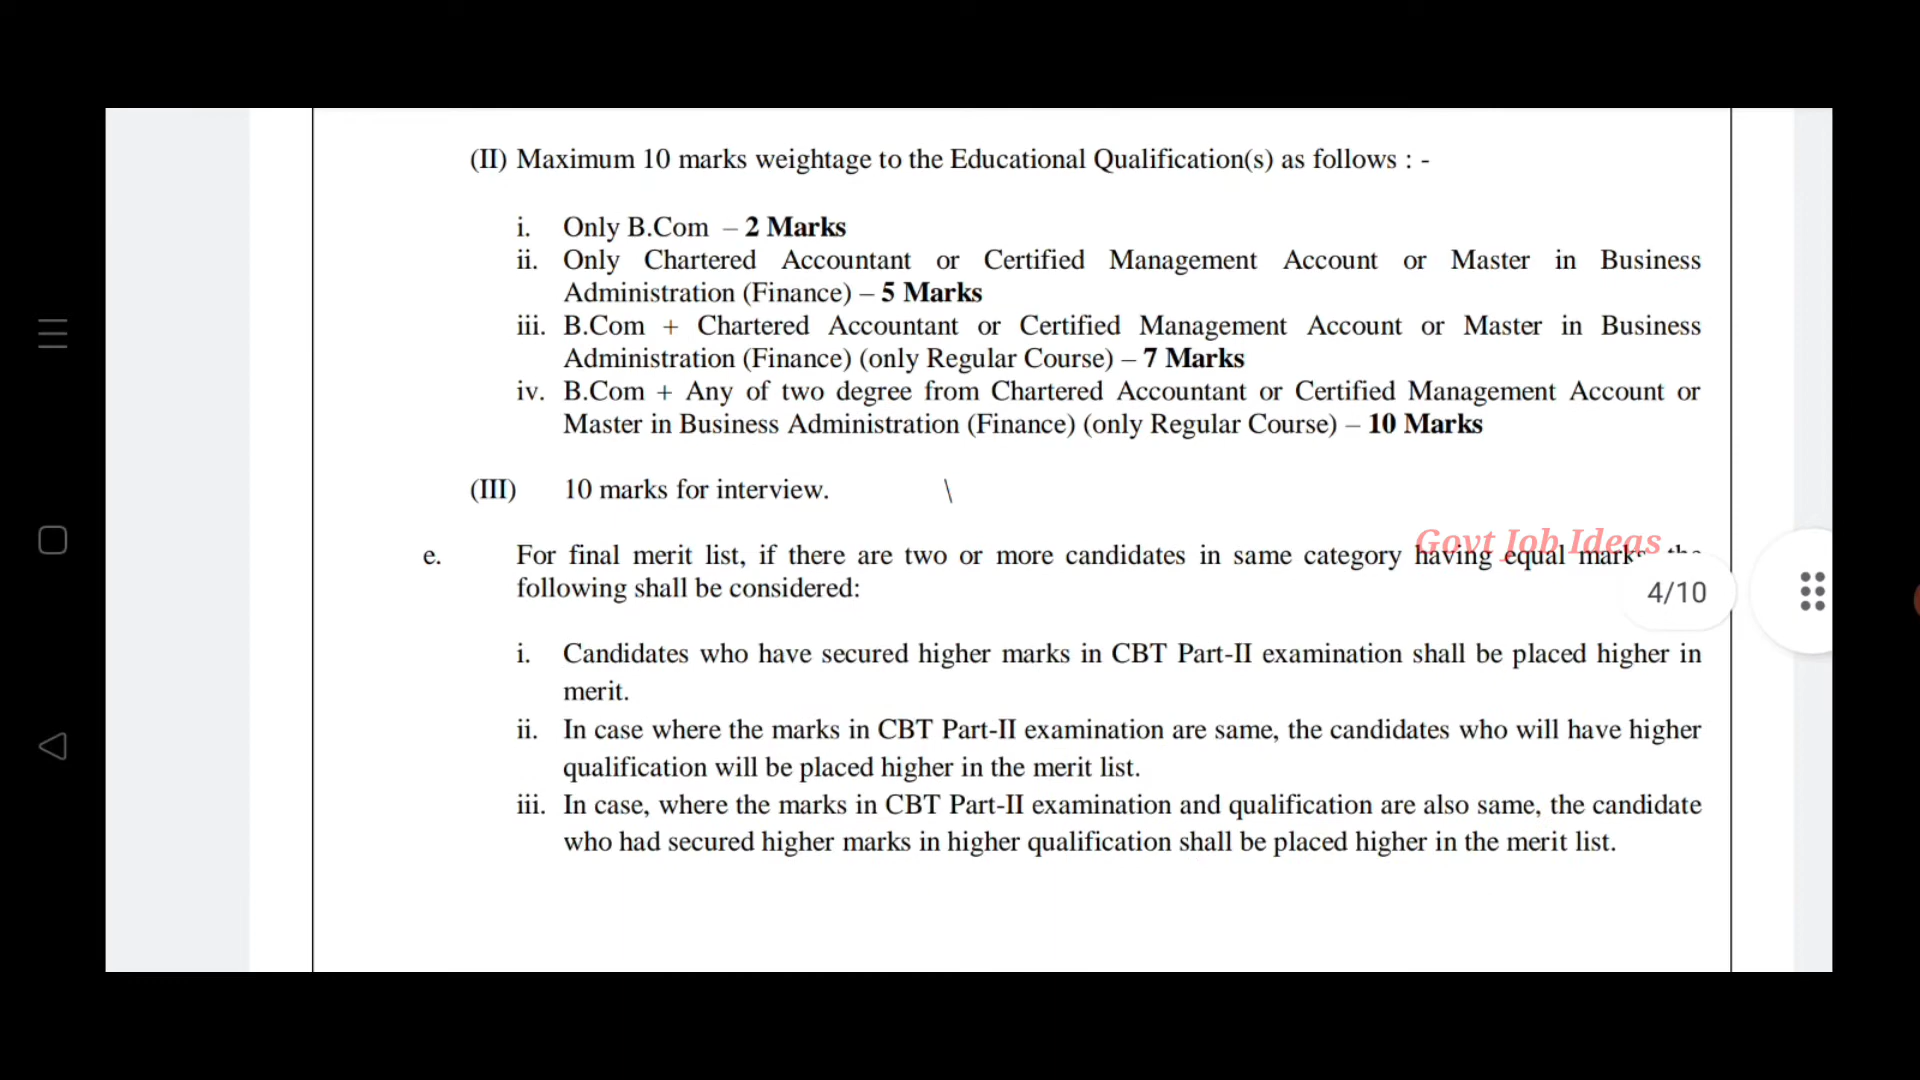 (II) Maximum 10 marks weightage to the Educational Qualification(s) as follows : -
i. Only B.Com – 2 Marks
ii. Only Chartered Accountant or Certified Management Account or Master in Business
Administration (Finance) – 5 Marks
iii. B.Com + Chartered Accountant or Certified Management Account or Master in Business
Administration (Finance) (only Regular Course) – 7 Marks
iv. B.Com + Any of two degree from Chartered Accountant or Certified Management Account or
Master in Business Administration (Finance) (only Regular Course) – 10 Marks
(III) 10 marks for interview. \
Govt Job Ideas
e. For final merit list, if there are two or more candidates in same category having equal
following shall be considered:
4/10
i. Candidates who have secured higher marks in CBT Part-II examination shall be placed higher in
merit.
ii. In case where the marks in CBT Part-II examination are same, the candidates who will have higher
qualification will be placed higher in the merit list.
iii. In case, where the marks in CBT Part-II examination and qualification are also same, the candidate
who had secured higher marks in higher qualification shall be placed higher in the merit list.